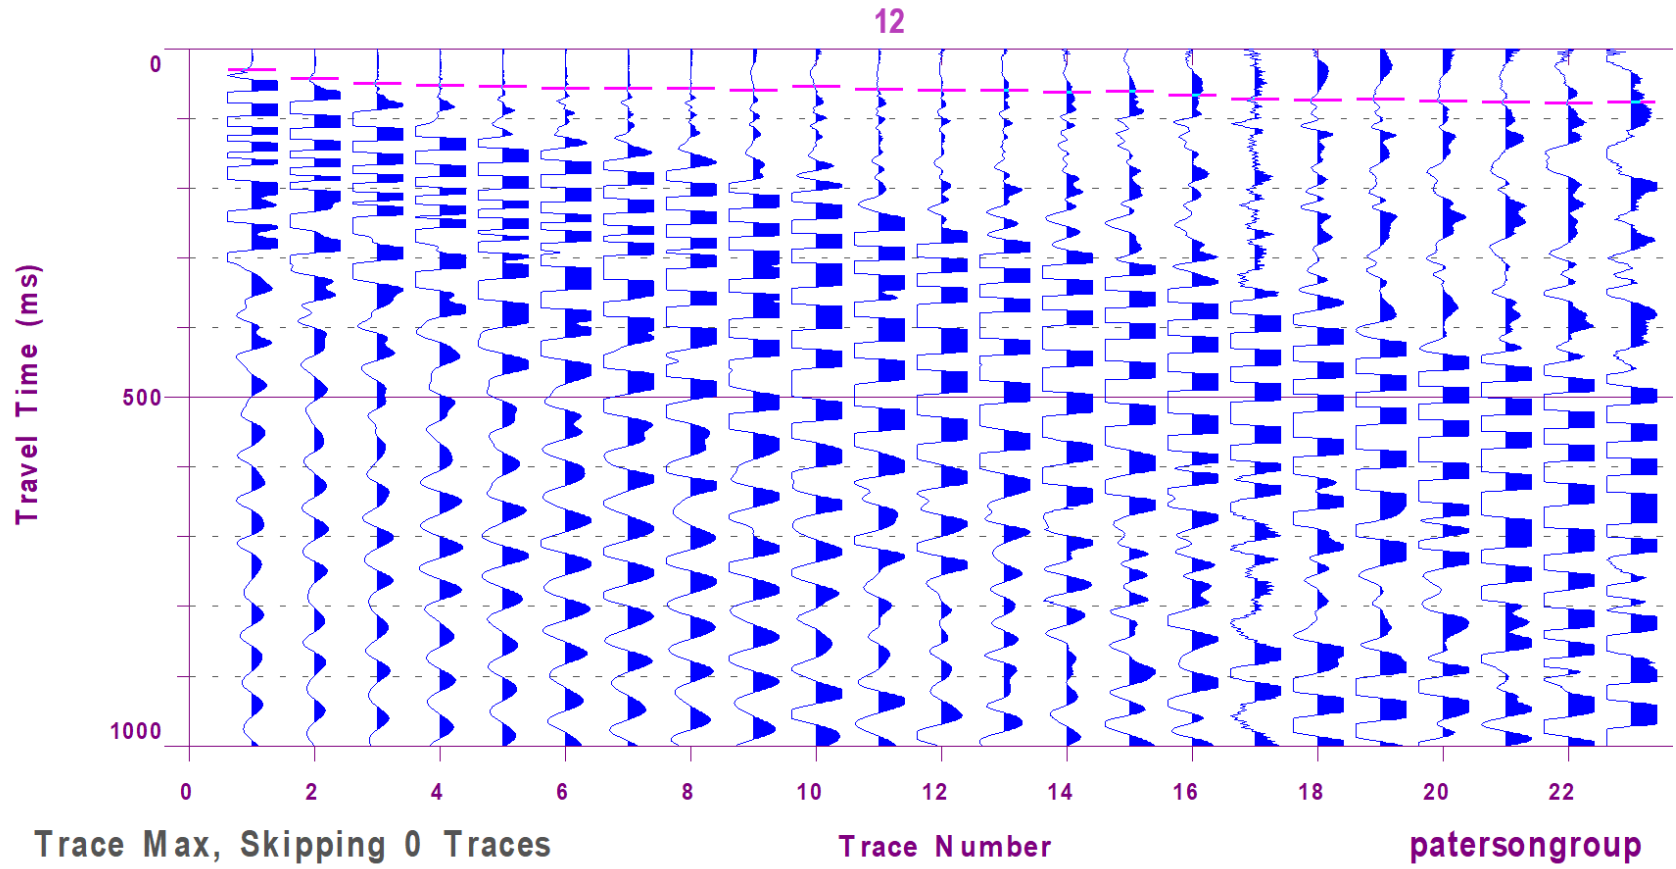 12
0
500
1000
Travel Time (ms)
0 2 4 6 8 10 12 14 16 18 20 22
Trace Max, Skipping 0 Traces
Trace Number
patersongroup